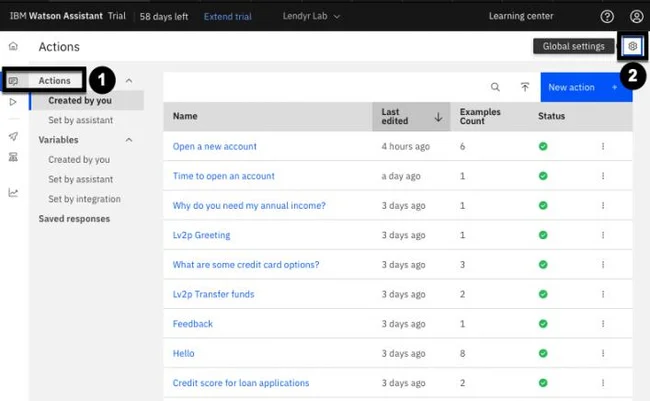 IBM Watson Assistant Trial 58 days left Extend trial Lendyr Lab Learning center
Actions Global settings
Actions 1 2
Created by you New action +
Set by assistant Name Last edited Examples Count Status
Variables
Created by you Open a new account 4 hours ago 6
Set by assistant Time to open an account a day ago 1
Set by integration Why do you need my annual income? 3 days ago 1
Saved responses Lv2p Greeting 3 days ago 1
What are some credit card options? 3 days ago 3
Lv2p Transfer funds 3 days ago 2
Feedback 3 days ago 1
Hello 3 days ago 8
Credit score for loan applications 3 days ago 2